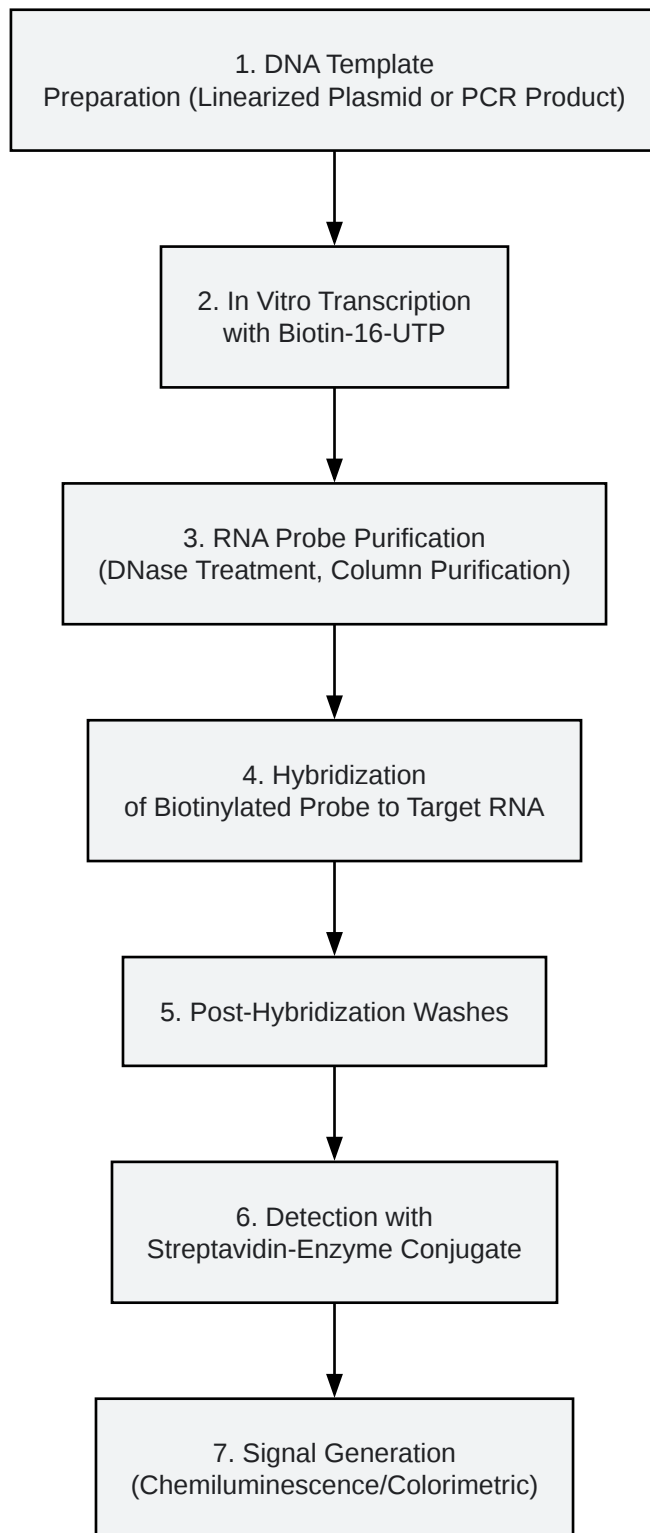 1. DNA Template
Preparation (Linearized Plasmid or PCR Product)
2. In Vitro Transcription
with Biotin-16-UTP
3. RNA Probe Purification
(DNase Treatment, Column Purification)
4. Hybridization
of Biotinylated Probe to Target RNA
5. Post-Hybridization Washes
6. Detection with
Streptavidin-Enzyme Conjugate
7. Signal Generation
(Chemiluminescence/Colorimetric)